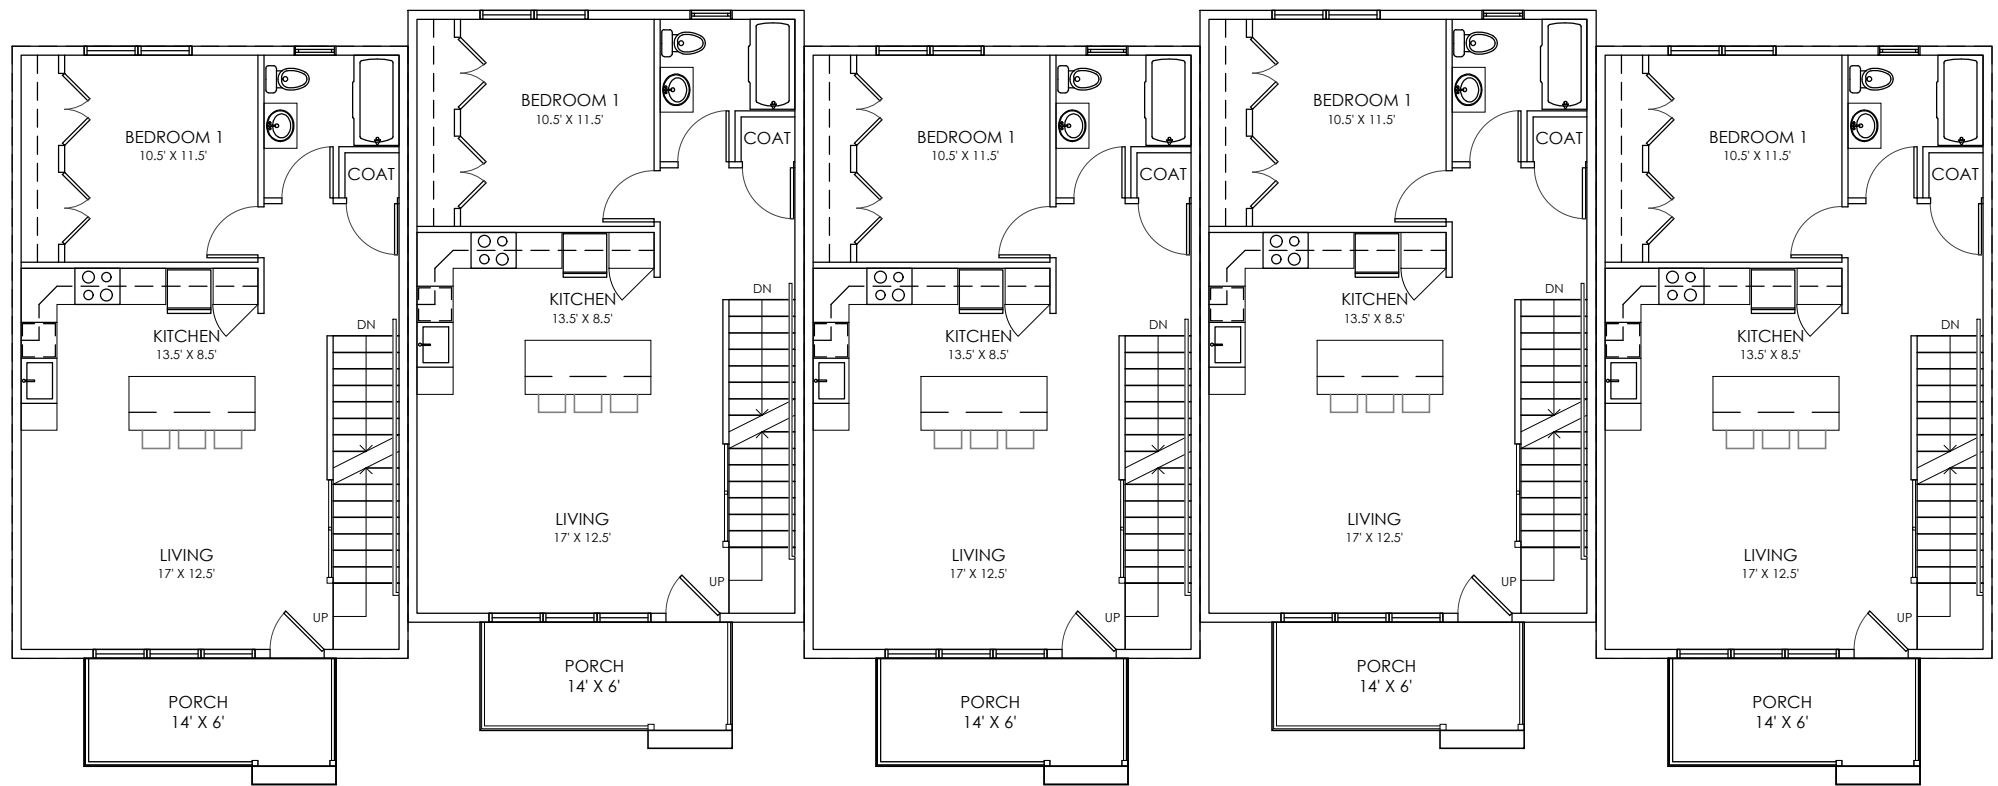 BEDROOM 1
10.5' X 11.5'
COAT
KITCHEN
13.5' X 8.5'
DN
LIVING
17' X 12.5'
UP
PORCH
14' X 6'
BEDROOM 1
10.5' X 11.5'
COAT
KITCHEN
13.5' X 8.5'
DN
LIVING
17' X 12.5'
UP
PORCH
14' X 6'
BEDROOM 1
10.5' X 11.5'
COAT
KITCHEN
13.5' X 8.5'
DN
LIVING
17' X 12.5'
UP
PORCH
14' X 6'
BEDROOM 1
10.5' X 11.5'
COAT
KITCHEN
13.5' X 8.5'
DN
LIVING
17' X 12.5'
UP
PORCH
14' X 6'
BEDROOM 1
10.5' X 11.5'
COAT
KITCHEN
13.5' X 8.5'
DN
LIVING
17' X 12.5'
UP
PORCH
14' X 6'